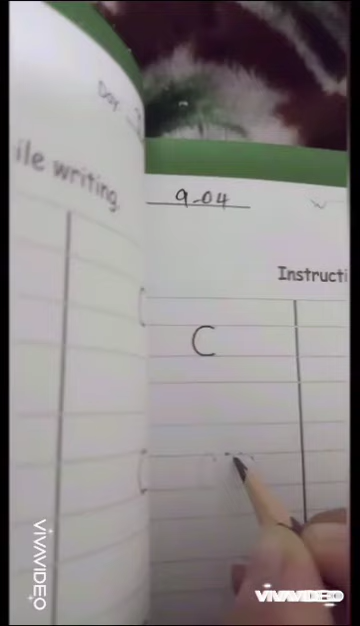 Day
ile writing.
9-04
Instructi
C
VIVAVIDEO
VIVAVIDEO